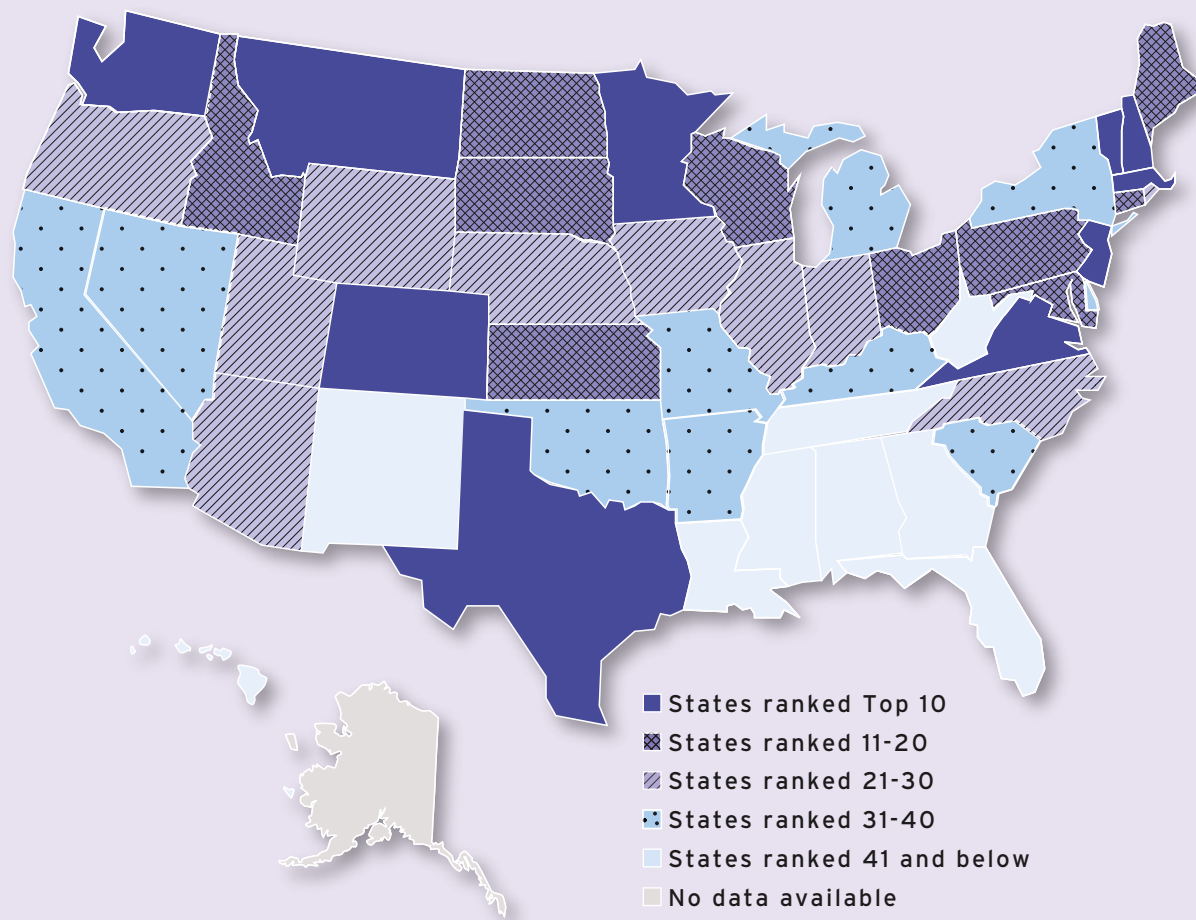 States ranked Top 10
States ranked 11-20
States ranked 21-30
States ranked 31-40
States ranked 41 and below
No data available